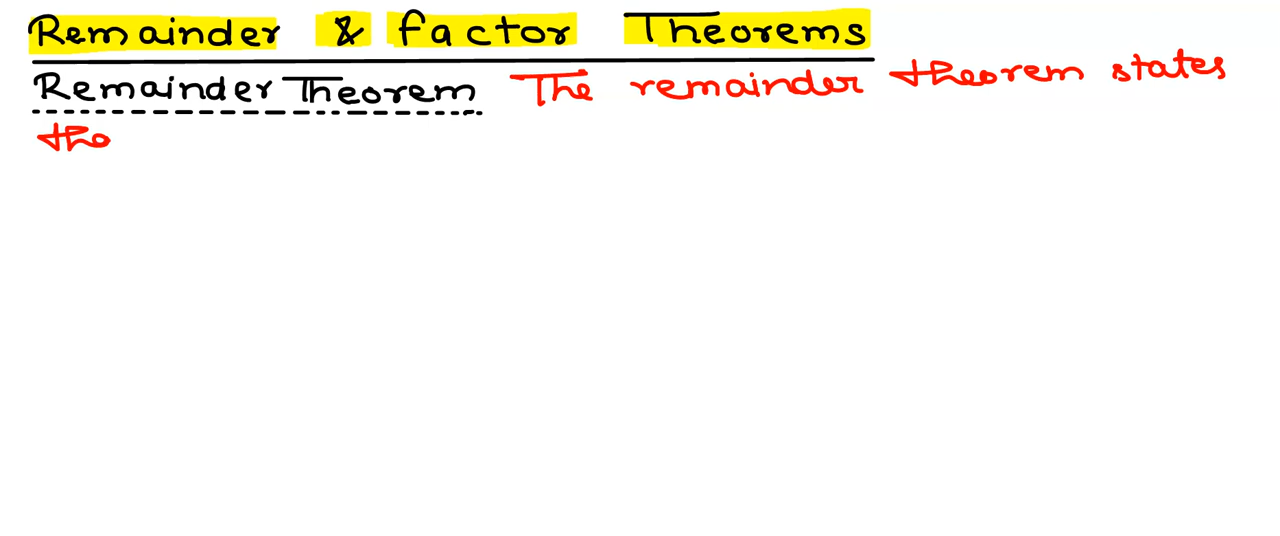 Remainder & factor Theorems
Remainder Theorem The remainder theorem states
the